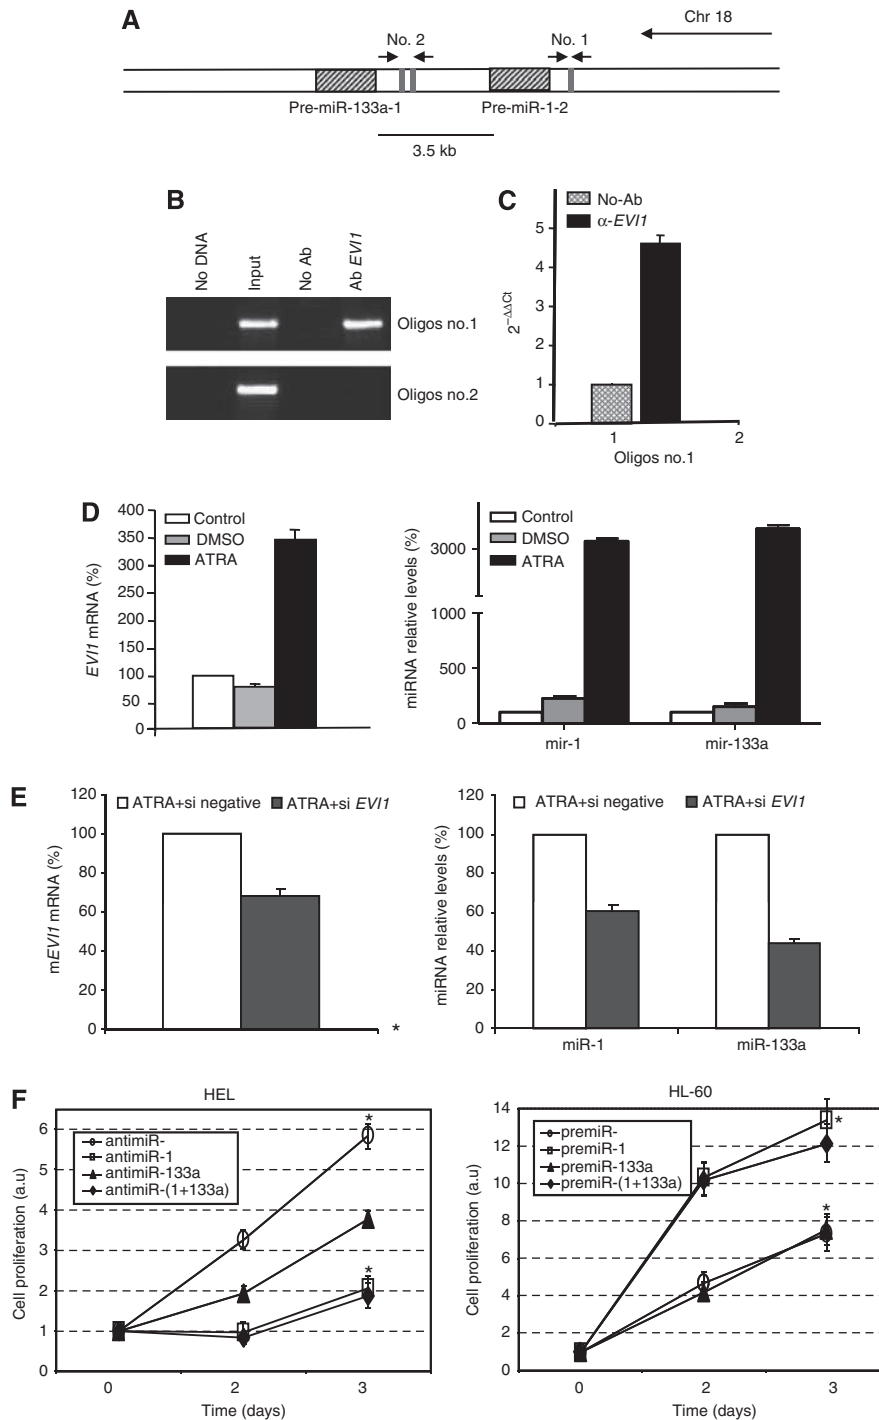 A
Chr 18
No. 2
No. 1
Pre-miR-133a-1
Pre-miR-1-2
3.5 kb
B
No DNA
Input
No Ab
Ab EVI1
Oligos no.1
Oligos no.2
C
No-Ab
α-EVI1
2^−ΔΔCt
5
4
3
2
1
0
1
2
Oligos no.1
D
EVI1 mRNA (%)
400
350
300
250
200
150
100
50
0
Control
DMSO
ATRA
miRNA relative levels (%)
3000
1000
500
0
Control
DMSO
ATRA
mir-1
mir-133a
E
mEVI1 mRNA (%)
120
100
80
60
40
20
0
ATRA+si negative
ATRA+si EVI1
*
miRNA relative levels (%)
120
100
80
60
40
20
0
ATRA+si negative
ATRA+si EVI1
miR-1
miR-133a
F
HEL
Cell proliferation (a.u)
6
5
4
3
2
1
0
antimiR-
antimiR-1
antimiR-133a
antimiR-(1+133a)
*
*
0
2
3
Time (days)
HL-60
Cell proliferation (a.u)
14
12
10
8
6
4
2
0
premiR-
premiR-1
premiR-133a
premiR-(1+133a)
*
*
0
2
3
Time (days)